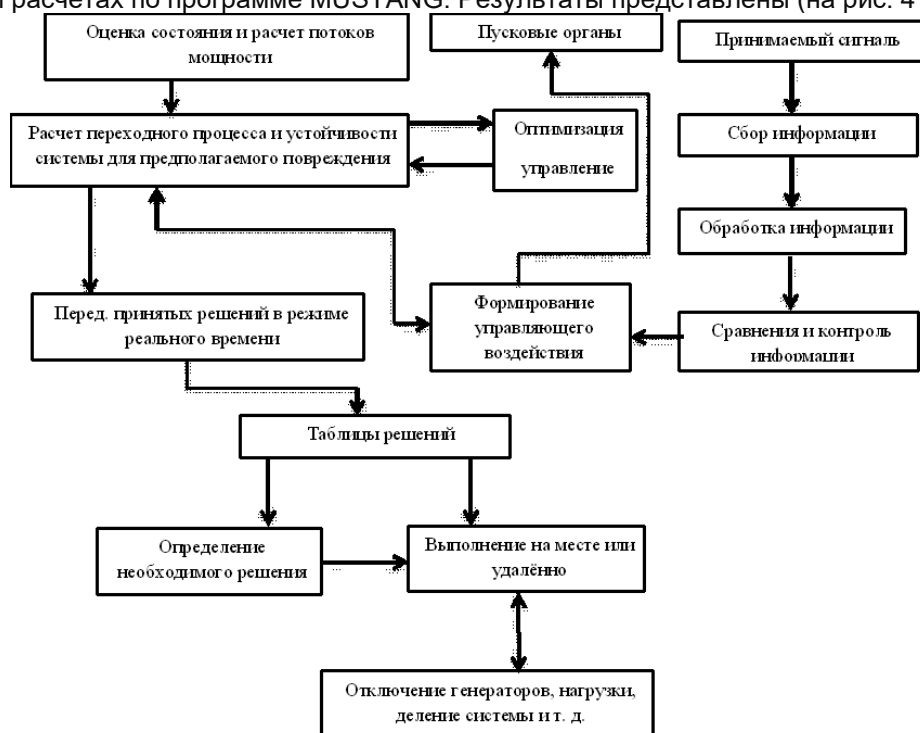 расчетах по программе MUSTANG. Результаты представлены (на рис. 4
Оценка состояния и расчет потоков
мощности
Пусковые органы
Принимаемый сигналь
Расчет переходного процесса и устойчивости
системы для предполагаемого повреждения
Оптимизация
управление
Сбор информации
Обработка информации
Перед. принятых решений в режиме
реального времени
Формирование
управляющего
воздействия
Сравнения и контроль
информации
Таблицы решений
Определение
необходимого решения
Выполнение на месте или
удалённо
Отключение генераторов, нагрузки,
деление системы и т. д.